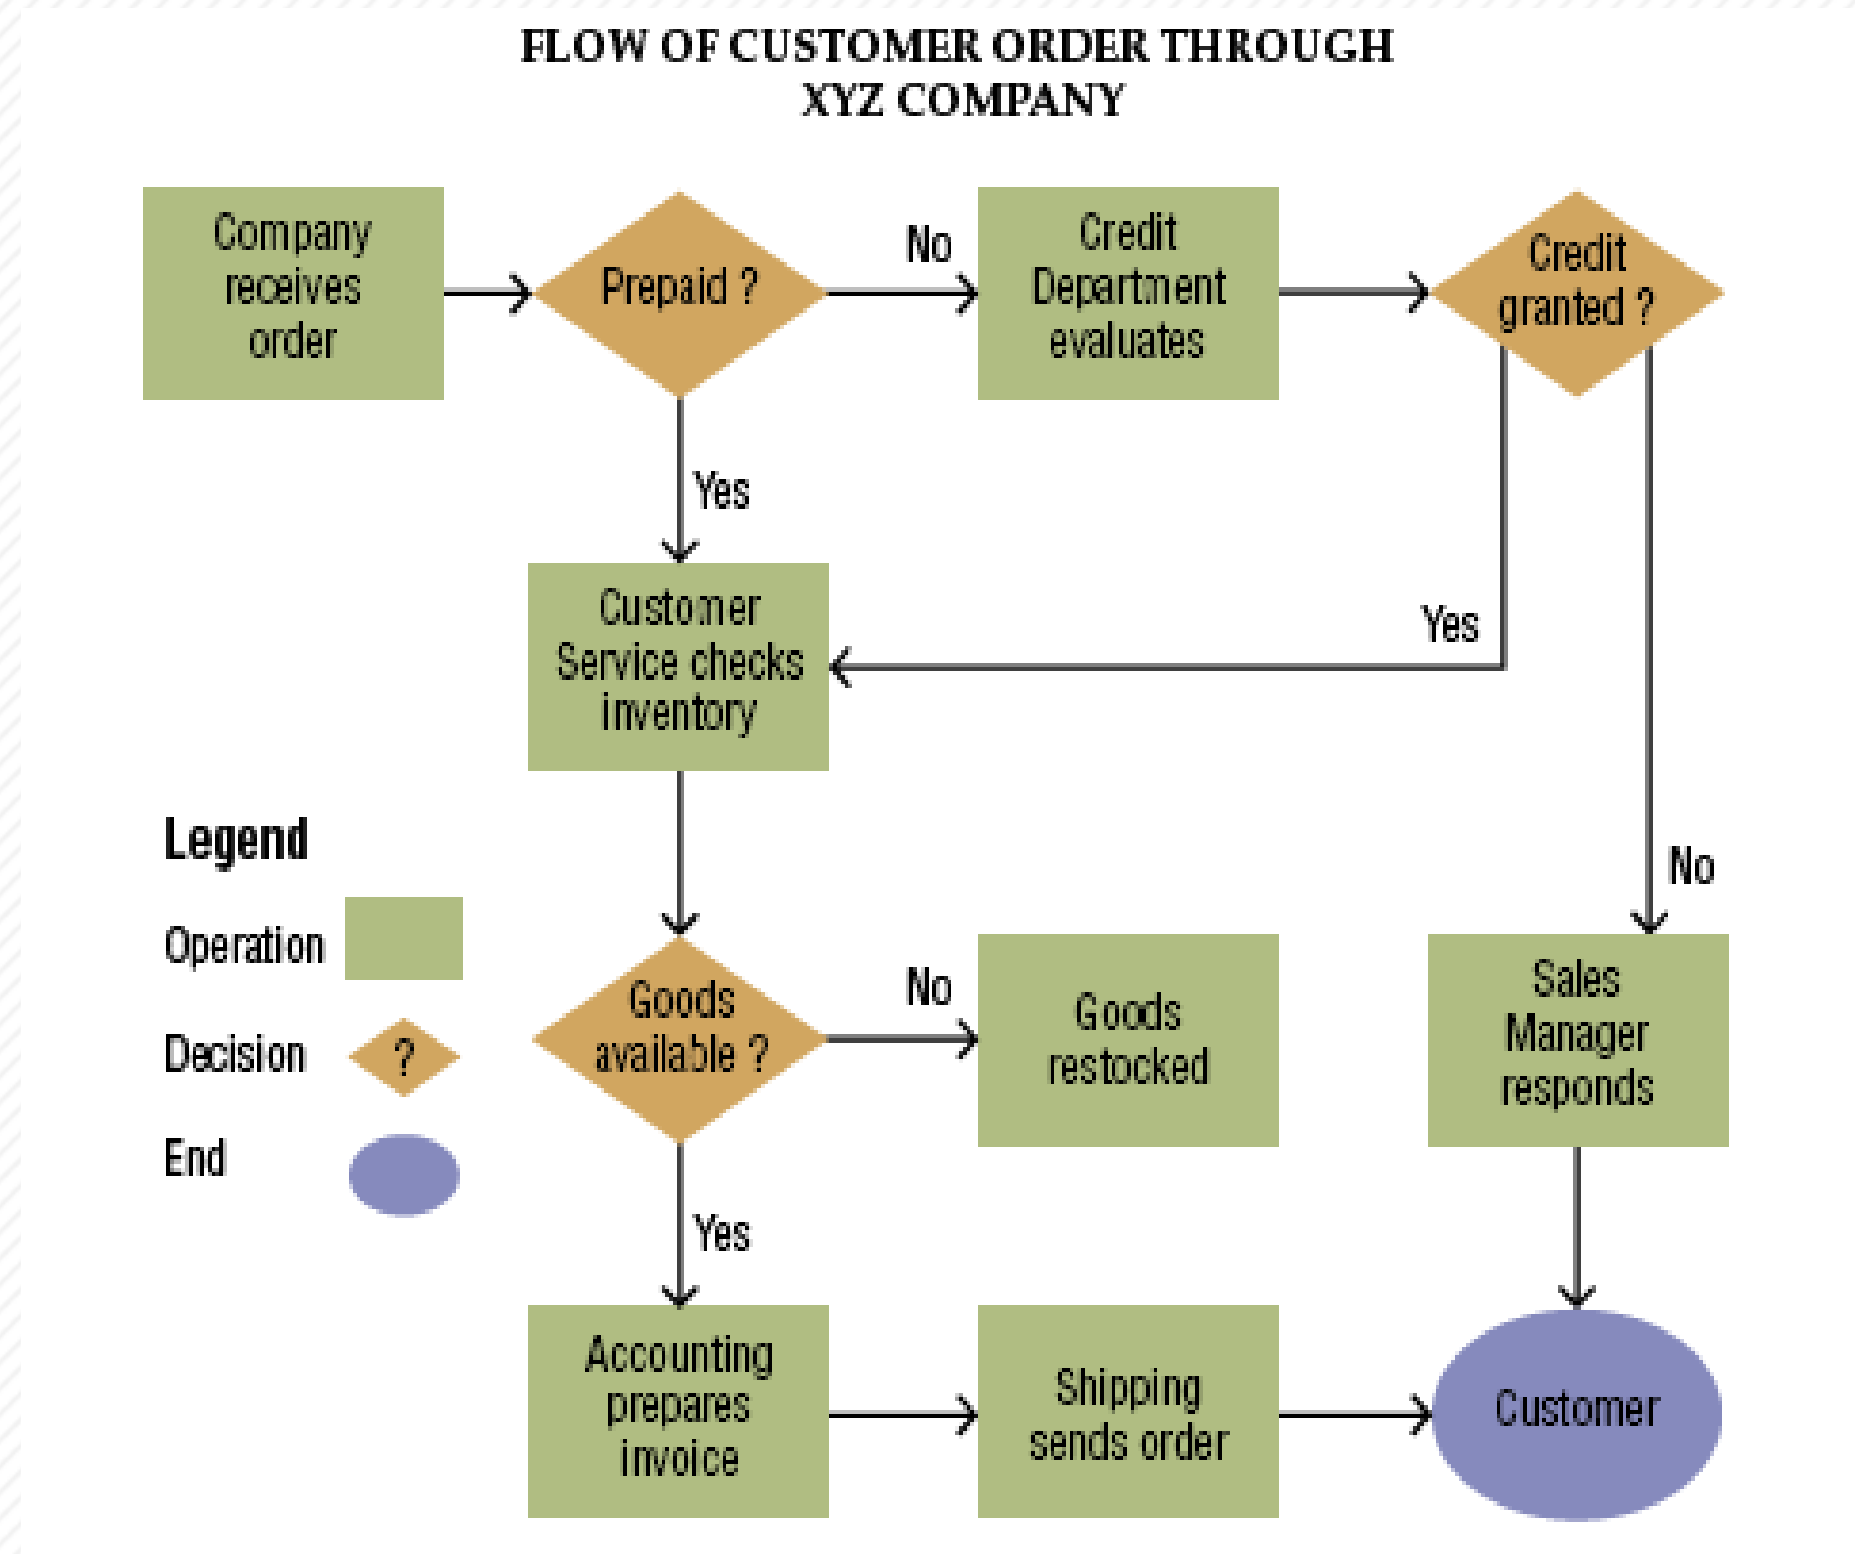 FLOW OF CUSTOMER ORDER THROUGH
XYZ COMPANY
Company
receives
order
Prepaid ?
No
Credit
Department
evaluates
Credit
granted ?
Yes
Customer
Service checks
inventory
Yes
No
Legend
Operation
Decision
?
End
Goods
available ?
No
Goods
restocked
Sales
Manager
responds
Yes
Accounting
prepares
invoice
Shipping
sends order
Customer